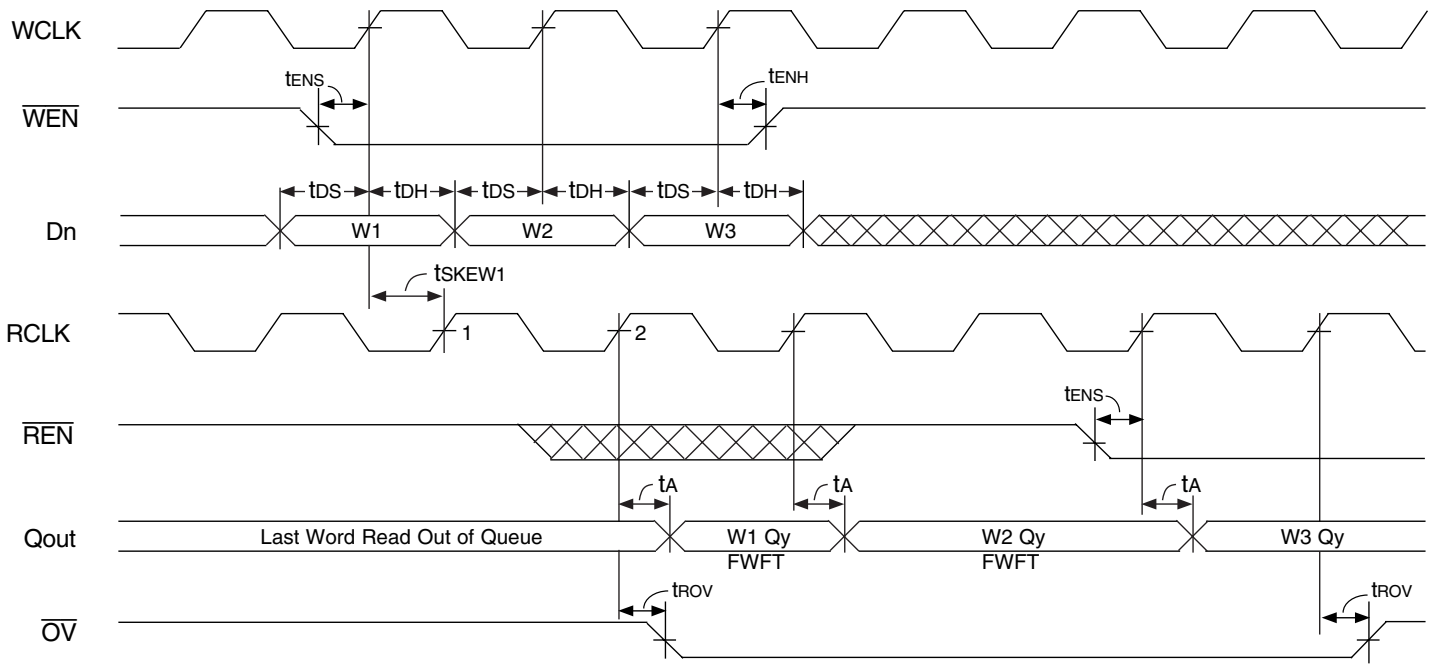 WCLK
tENS
tENH
WEN
tDS tDH tDS tDH tDS tDH
Dn W1 W2 W3
tSKEW1
RCLK 1 2
tENS
REN
tA tA tA
Qout Last Word Read Out of Queue W1 Qy W2 Qy W3 Qy
FWFT FWFT
tROV tROV
OV